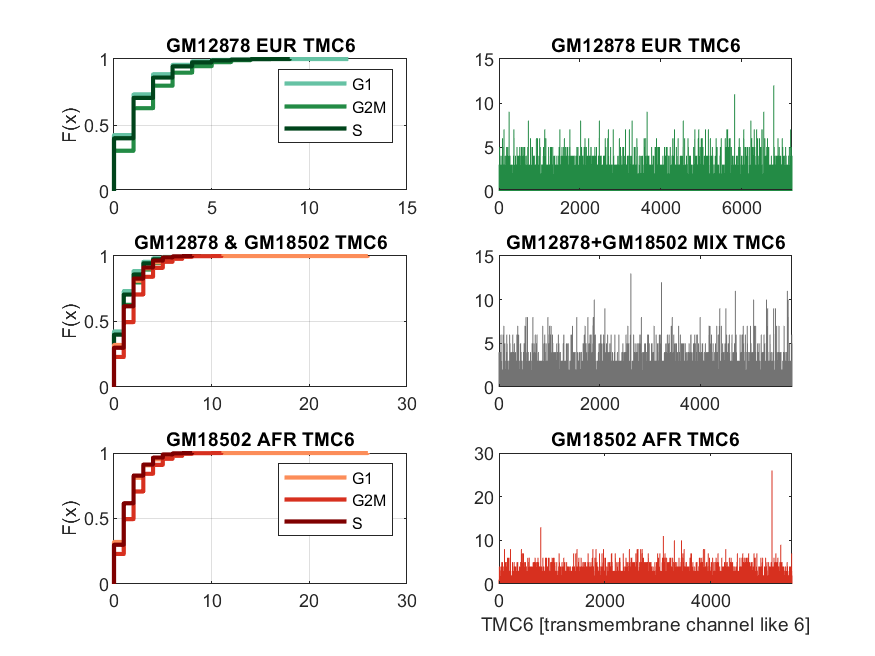 GM12878 EUR TMC6
F(x)
1
0.5
0
0 5 10 15
G1
G2M
S
GM12878 EUR TMC6
15
10
5
0
0 2000 4000 6000
GM12878 & GM18502 TMC6
F(x)
1
0.5
0
0 10 20 30
GM12878+GM18502 MIX TMC6
15
10
5
0
0 2000 4000
GM18502 AFR TMC6
F(x)
1
0.5
0
0 10 20 30
G1
G2M
S
GM18502 AFR TMC6
30
20
10
0
0 2000 4000
TMC6 [transmembrane channel like 6]